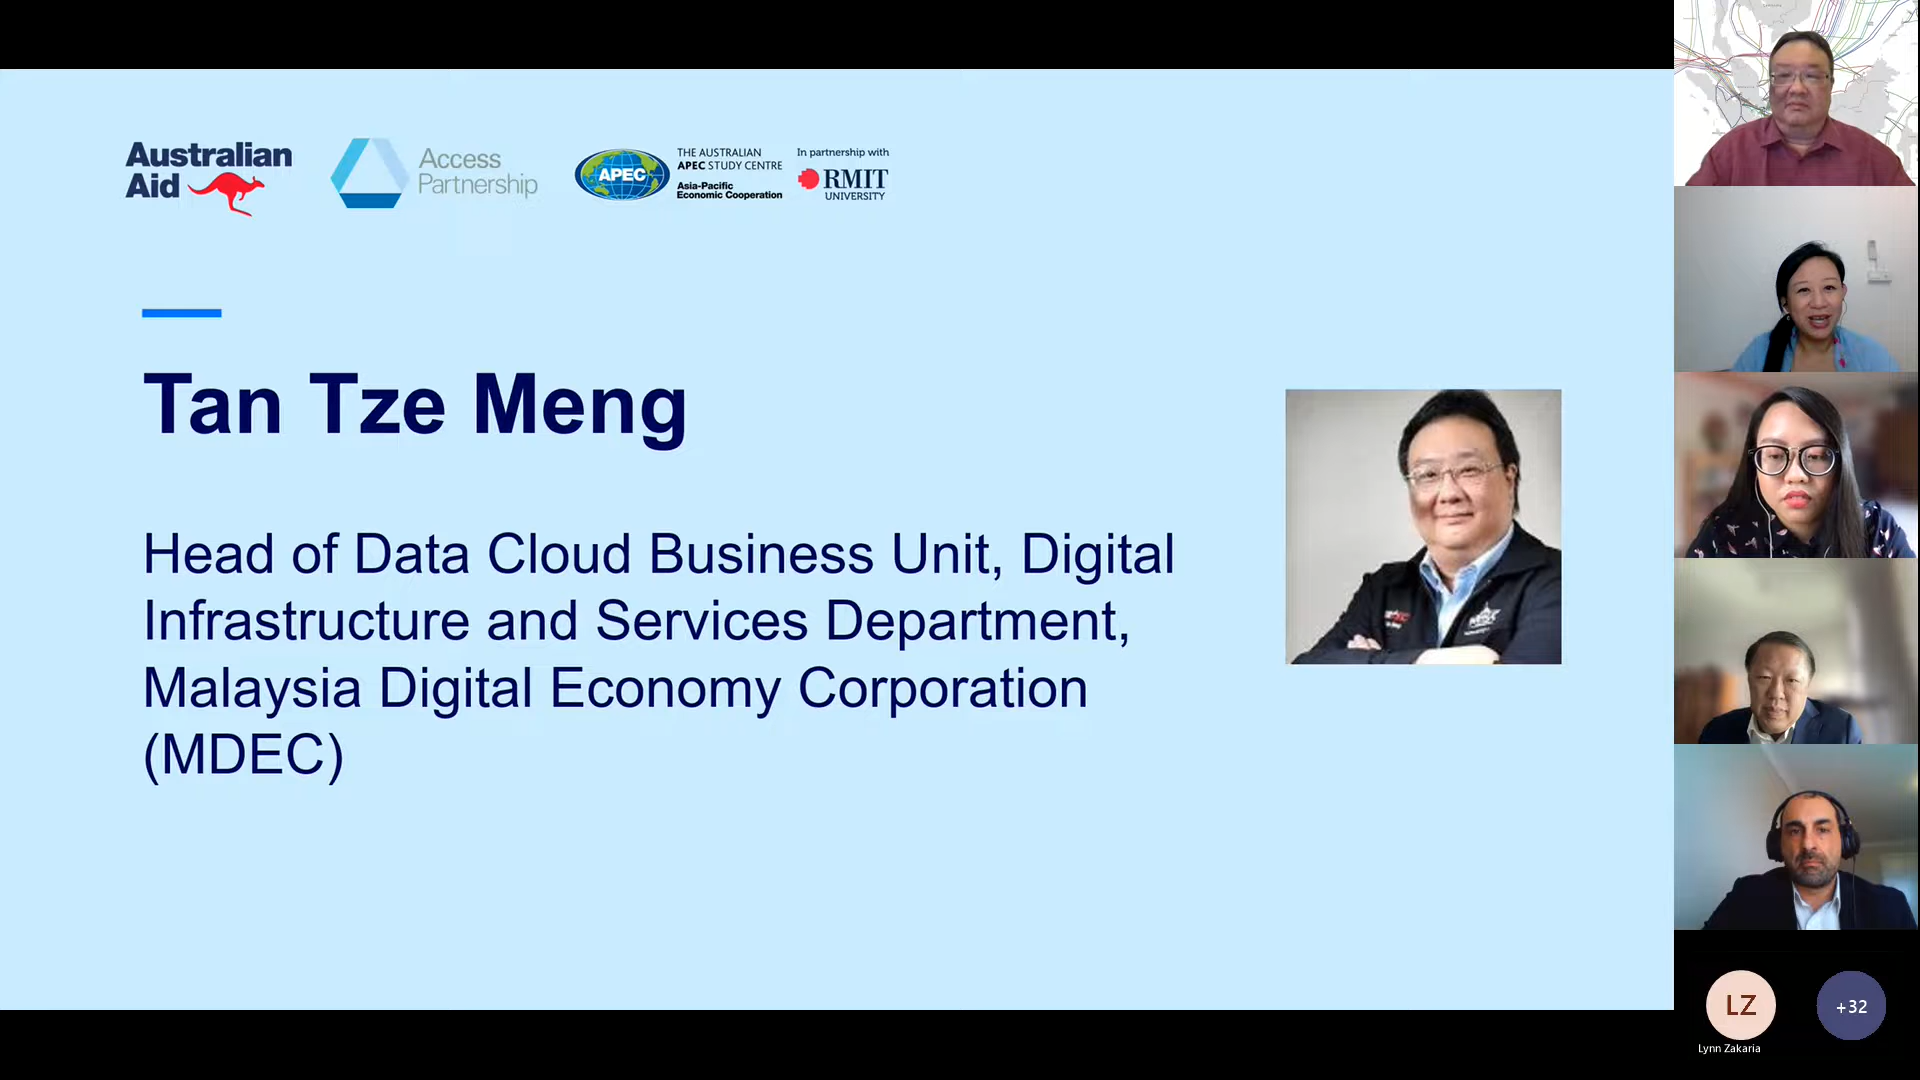 Australian
Aid
Access
Partnership
APEC
THE AUSTRALIAN
APEC STUDY CENTRE
Asia-Pacific
Economic Cooperation
In partnership with
RMIT
UNIVERSITY
Tan Tze Meng
Head of Data Cloud Business Unit, Digital
Infrastructure and Services Department,
Malaysia Digital Economy Corporation
(MDEC)
LZ
+32
Lynn Zakaria